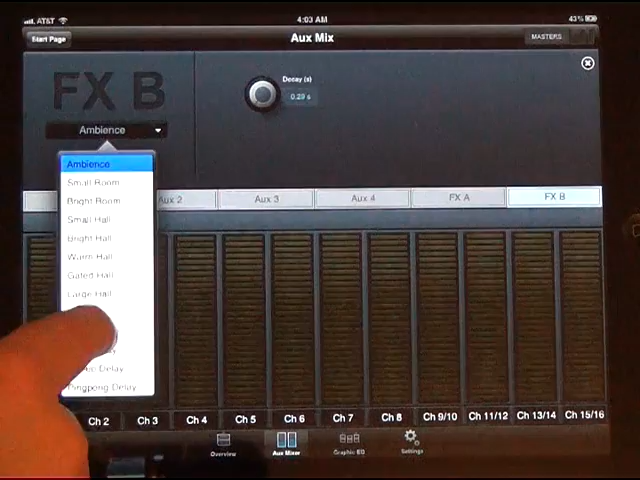 AT&T
4:03 AM
43%
Start Page
Aux Mix
MASTERS
FX B
Decay (s)
0.29 s
Ambience
Ambience
Small Room
Bright Room
Small Hall
Bright Hall
Warm Hall
Gated Hall
Large Hall
Delay
Pingpong Delay
Aux 2
Aux 3
Aux 4
FX A
FX B
Ch 2
Ch 3
Ch 4
Ch 5
Ch 6
Ch 7
Ch 8
Ch 9/10
Ch 11/12
Ch 13/14
Ch 15/16
Overview
Aux Mixer
Graphic EQ
Settings